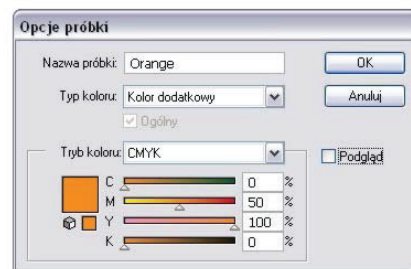 Opcje próbki
Nazwa próbki: Orange OK
Typ koloru: Kolor dodatkowy Anuluj
Ogólny
Tryb koloru: CMYK Podgląd
C 0 %
M 50 %
Y 100 %
K 0 %